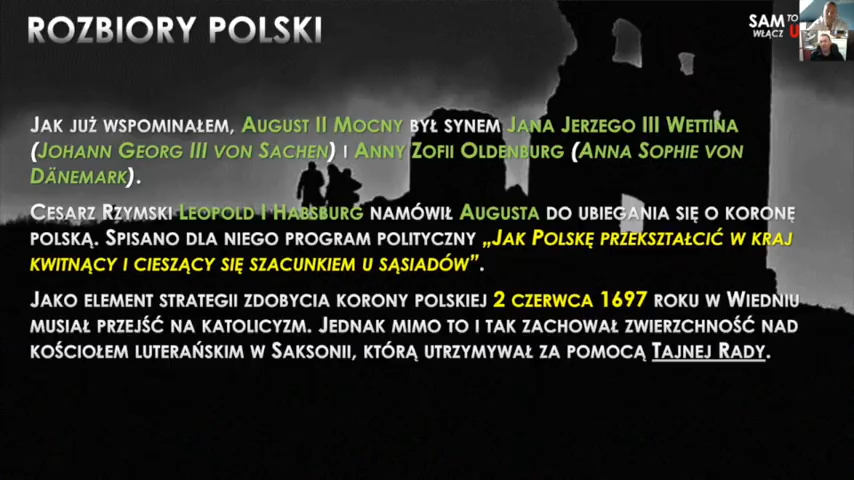 ROZBIORY POLSKI
SAM TO
WŁĄCZ U
JAK JUŻ WSPOMINAŁEM, AUGUST II MOCNY BYŁ SYNEM JANA JERZEGO III WETTINA
(JOHANN GEORG III VON SACHEN) I ANNY ZOFII OLDENBURG (ANNA SOPHIE VON
DÄNEMARK).
CESARZ RZYMSKI LEOPOLD I HABSBURG NAMÓWIŁ AUGUSTA DO UBIEGANIA SIĘ O KORONĘ
POLSKĄ. SPISANO DLA NIEGO PROGRAM POLITYCZNY „JAK POLSKĘ PRZEKSZTAŁCIĆ W KRAJ
KWITNĄCY I CIESZĄCY SIĘ SZACUNKIEM U SĄSIADÓW”.
JAKO ELEMENT STRATEGII ZDOBYCIA KORONY POLSKIEJ 2 CZERWCA 1697 ROKU W WIEDNIU
MUSIAŁ PRZEJŚĆ NA KATOLICYZM. JEDNAK MIMO TO I TAK ZACHOWAŁ ZWIERZCHNOŚĆ NAD
KOŚCIOŁEM LUTERAŃSKIM W SAKSONII, KTÓRĄ UTRZYMYWAŁ ZA POMOCĄ TAJNEJ RADY.